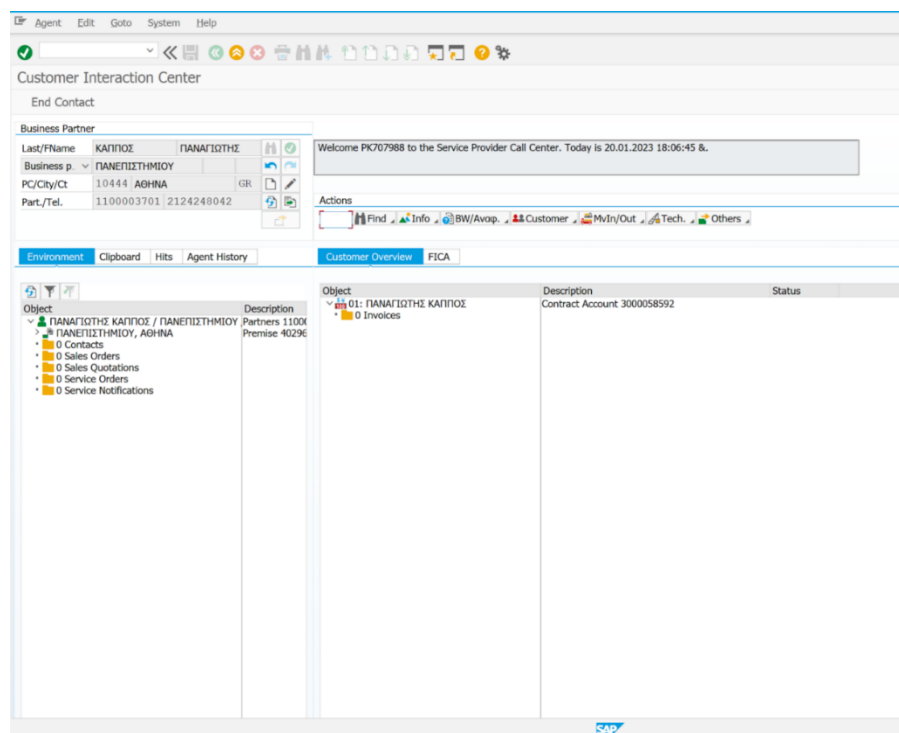 Agent Edit Goto System Help
Customer Interaction Center
End Contact
Business Partner
Last/FName ΚΑΠΠΟΣ ΠΑΝΑΓΙΩΤΗΣ
Business p. ΠΑΝΕΠΙΣΤΗΜΙΟΥ
PC/City/Ct 10444 ΑΘΗΝΑ GR
Part./Tel. 1100003701 2124248042
Welcome PK707988 to the Service Provider Call Center. Today is 20.01.2023 18:06:45 &.
Actions
Find Info BW/Αναφ. Customer MvIn/Out Tech. Others
Environment Clipboard Hits Agent History
Object Description
ΠΑΝΑΓΙΩΤΗΣ ΚΑΠΠΟΣ / ΠΑΝΕΠΙΣΤΗΜΙΟΥ Partners 1100
ΠΑΝΕΠΙΣΤΗΜΙΟΥ, ΑΘΗΝΑ Premise 4029
0 Contacts
0 Sales Orders
0 Sales Quotations
0 Service Orders
0 Service Notifications
Customer Overview FICA
Object Description Status
01: ΠΑΝΑΓΙΩΤΗΣ ΚΑΠΠΟΣ Contract Account 3000058592
0 Invoices
SAP